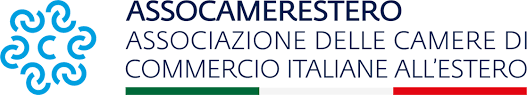 ASSOCAMERESTERO
ASSOCIAZIONE DELLE CAMERE DI
COMMERCIO ITALIANE ALL'ESTERO